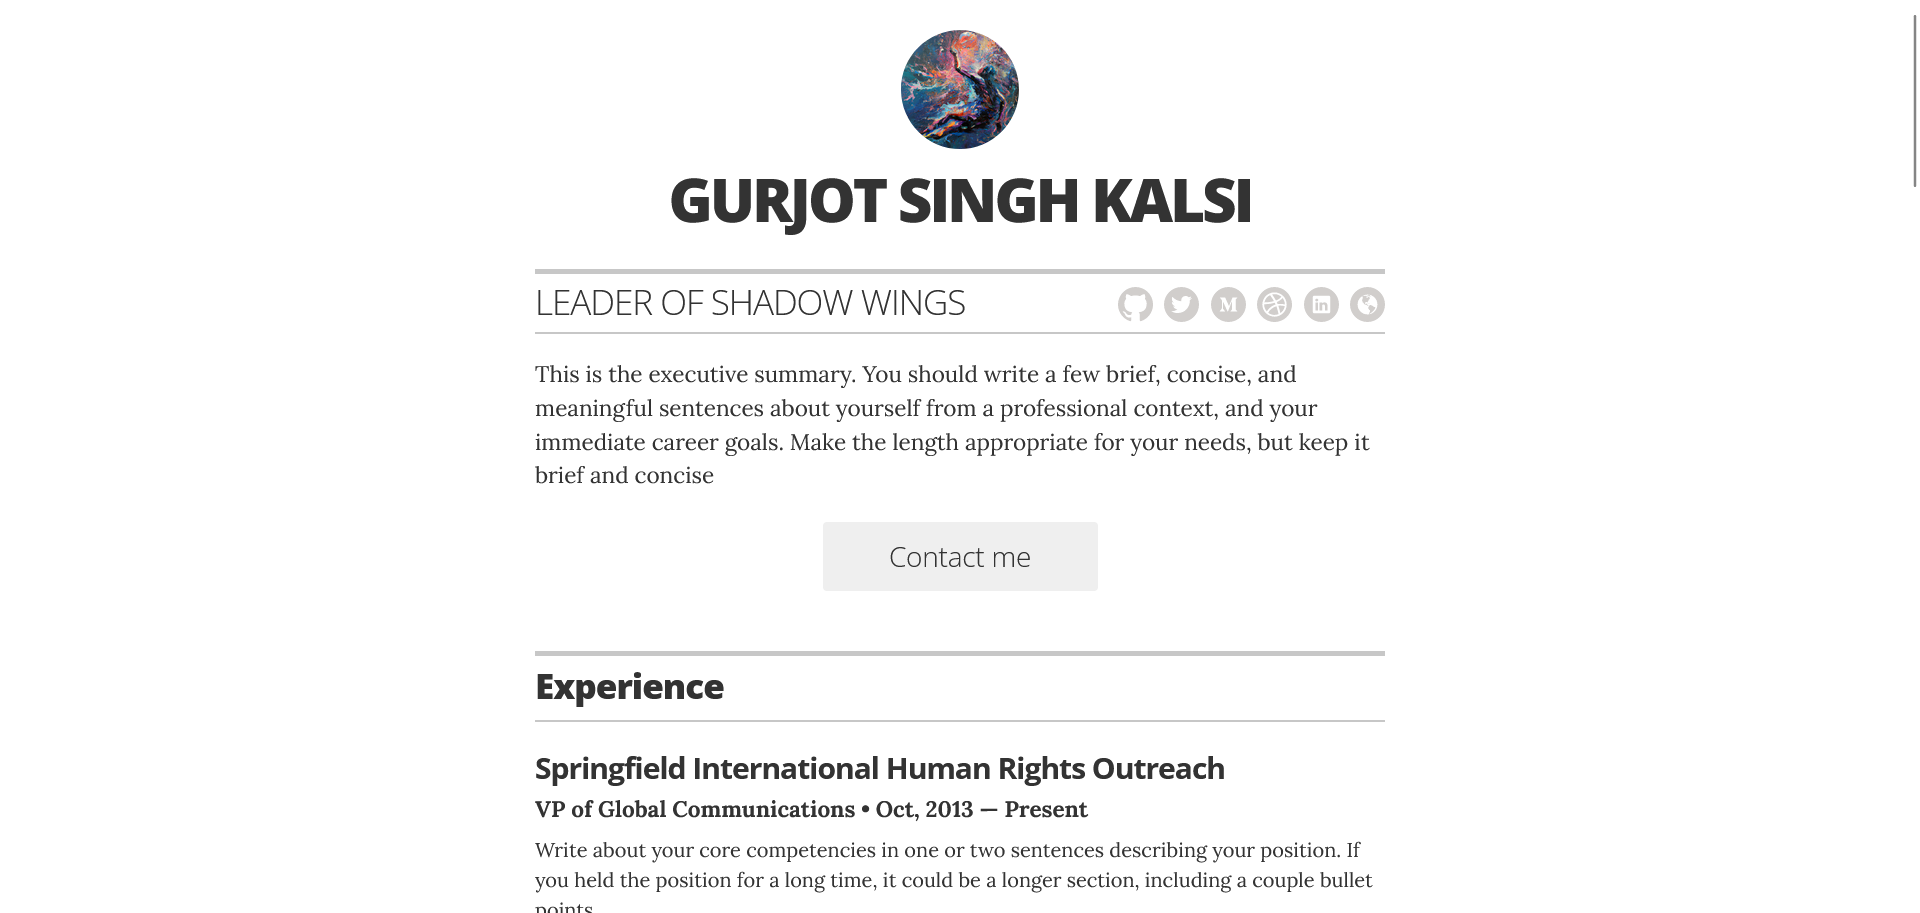 GURJOT SINGH KALSI
LEADER OF SHADOW WINGS
This is the executive summary. You should write a few brief, concise, and
meaningful sentences about yourself from a professional context, and your
immediate career goals. Make the length appropriate for your needs, but keep it
brief and concise
Contact me
Experience
Springfield International Human Rights Outreach
VP of Global Communications • Oct, 2013 — Present
Write about your core competencies in one or two sentences describing your position. If
you held the position for a long time, it could be a longer section, including a couple bullet
points.